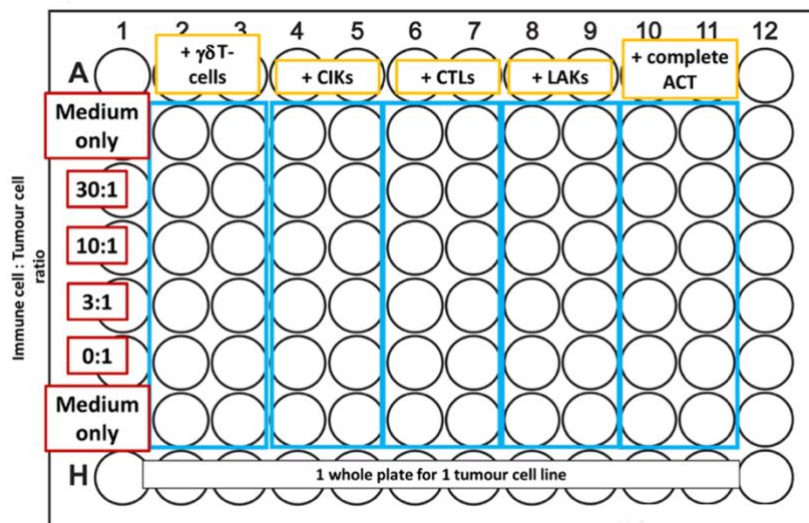 1 2 3 4 5 6 7 8 9 10 11 12
A
+ γδ T-
cells
+ CIKs
+ CTLs
+ LAKs
+ complete
ACT
Immune cell : Tumour cell
ratio
Medium
only
30:1
10:1
3:1
0:1
Medium
only
H
1 whole plate for 1 tumour cell line